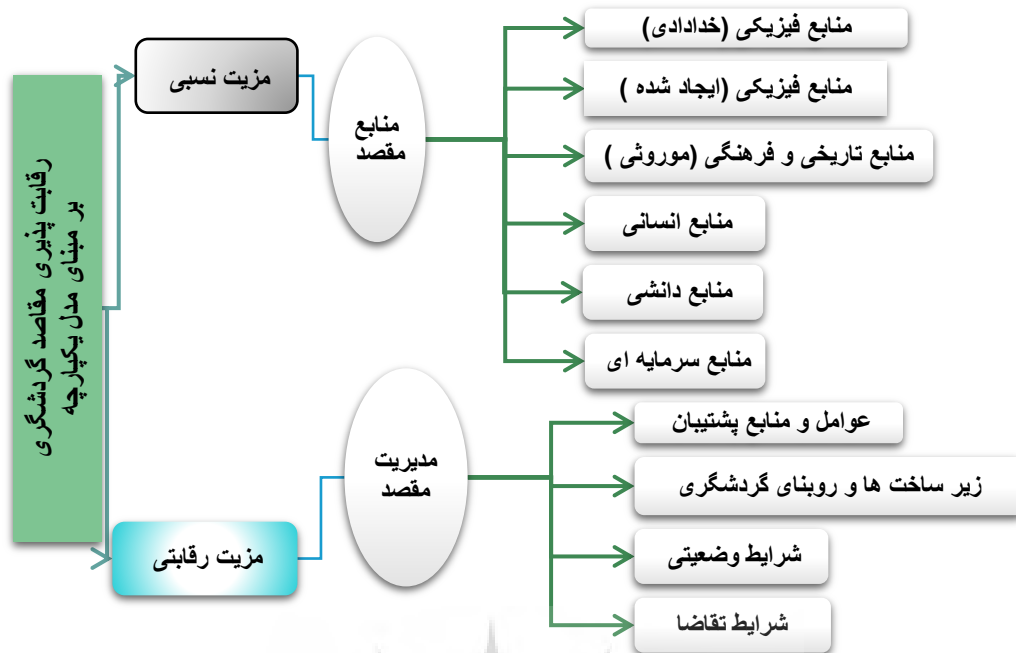 رقابت پذیری مقاصد گردشگری
بر مبنای مدل یکپارچه
مزیت نسبی
منابع
مقصد
منابع فیزیکی (خدادادی)
منابع فیزیکی (ایجاد شده )
منابع تاریخی و فرهنگی (موروثی )
منابع انسانی
منابع دانشی
منابع سرمایه ای
مزیت رقابتی
مدیریت
مقصد
عوامل و منابع پشتیبان
زیر ساخت ها و روبنای گردشگری
شرایط وضعیتی
شرایط تقاضا